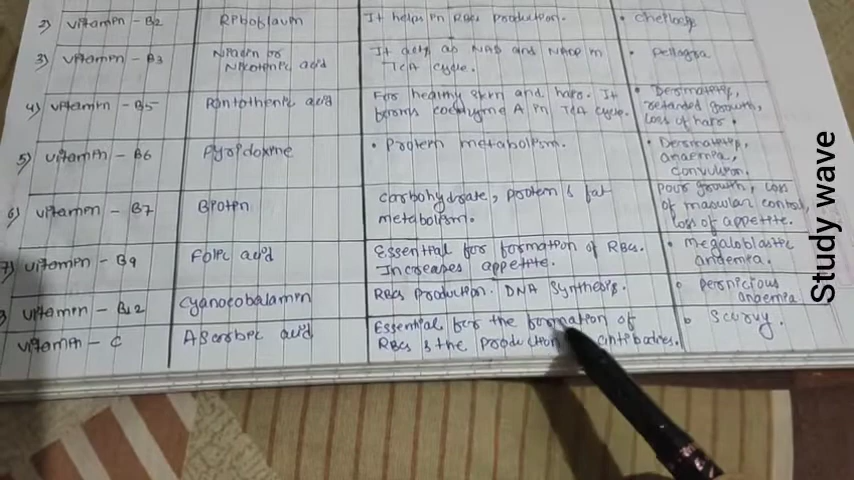 2) vitamin - B2 Riboflavin It helps in RBCs production. • cheilosis
3) vitamin - B3 Niacin or Nicotenic acid It acts as NAD and NADP in TCA cycle. • pellagra
4) vitamin - B5 Pantothenic acid For healthy skin and hairs. It forms coenzyme A in TCA cycle. • Dermatitis, retarded growth, loss of hairs.
5) vitamin - B6 Pyridoxine • Protein metabolism. • Dermatitis, anaemia, convulsion.
6) vitamin - B7 Biotin carbohydrate, protein & fat metabolism. poor growth, loss of muscular control, loss of appetite.
7) vitamin - B9 Folic acid Essential for formation of RBCs. Increases appetite. • Megaloblastic anaemia.
vitamin - B12 cyanocobalamin RBCs production. DNA synthesis. • pernicious anaemia
vitamin - C Ascorbic acid Essential for the formation of RBCs & the production antibodies. • scurvy.
Study wave